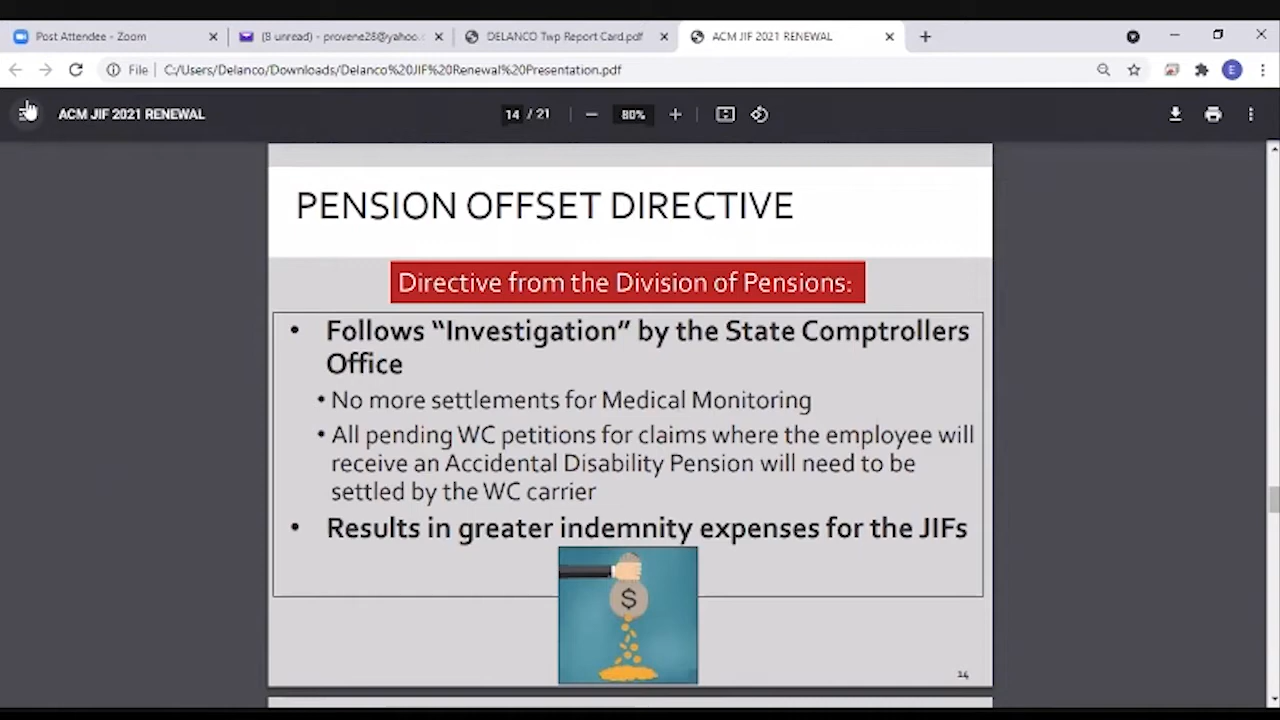 Post Attendee - Zoom
(8 unread) - provene28@yahoo.c
DELANCO Twp Report Card.pdf
ACM JIF 2021 RENEWAL
File | C:/Users/Delanco/Downloads/Delanco%20JIF%20Renewal%20Presentation.pdf
E
ACM JIF 2021 RENEWAL
14 / 21
80%
PENSION OFFSET DIRECTIVE
Directive from the Division of Pensions:
• Follows “Investigation” by the State Comptrollers
Office
• No more settlements for Medical Monitoring
• All pending WC petitions for claims where the employee will
receive an Accidental Disability Pension will need to be
settled by the WC carrier
• Results in greater indemnity expenses for the JIFs
$
14